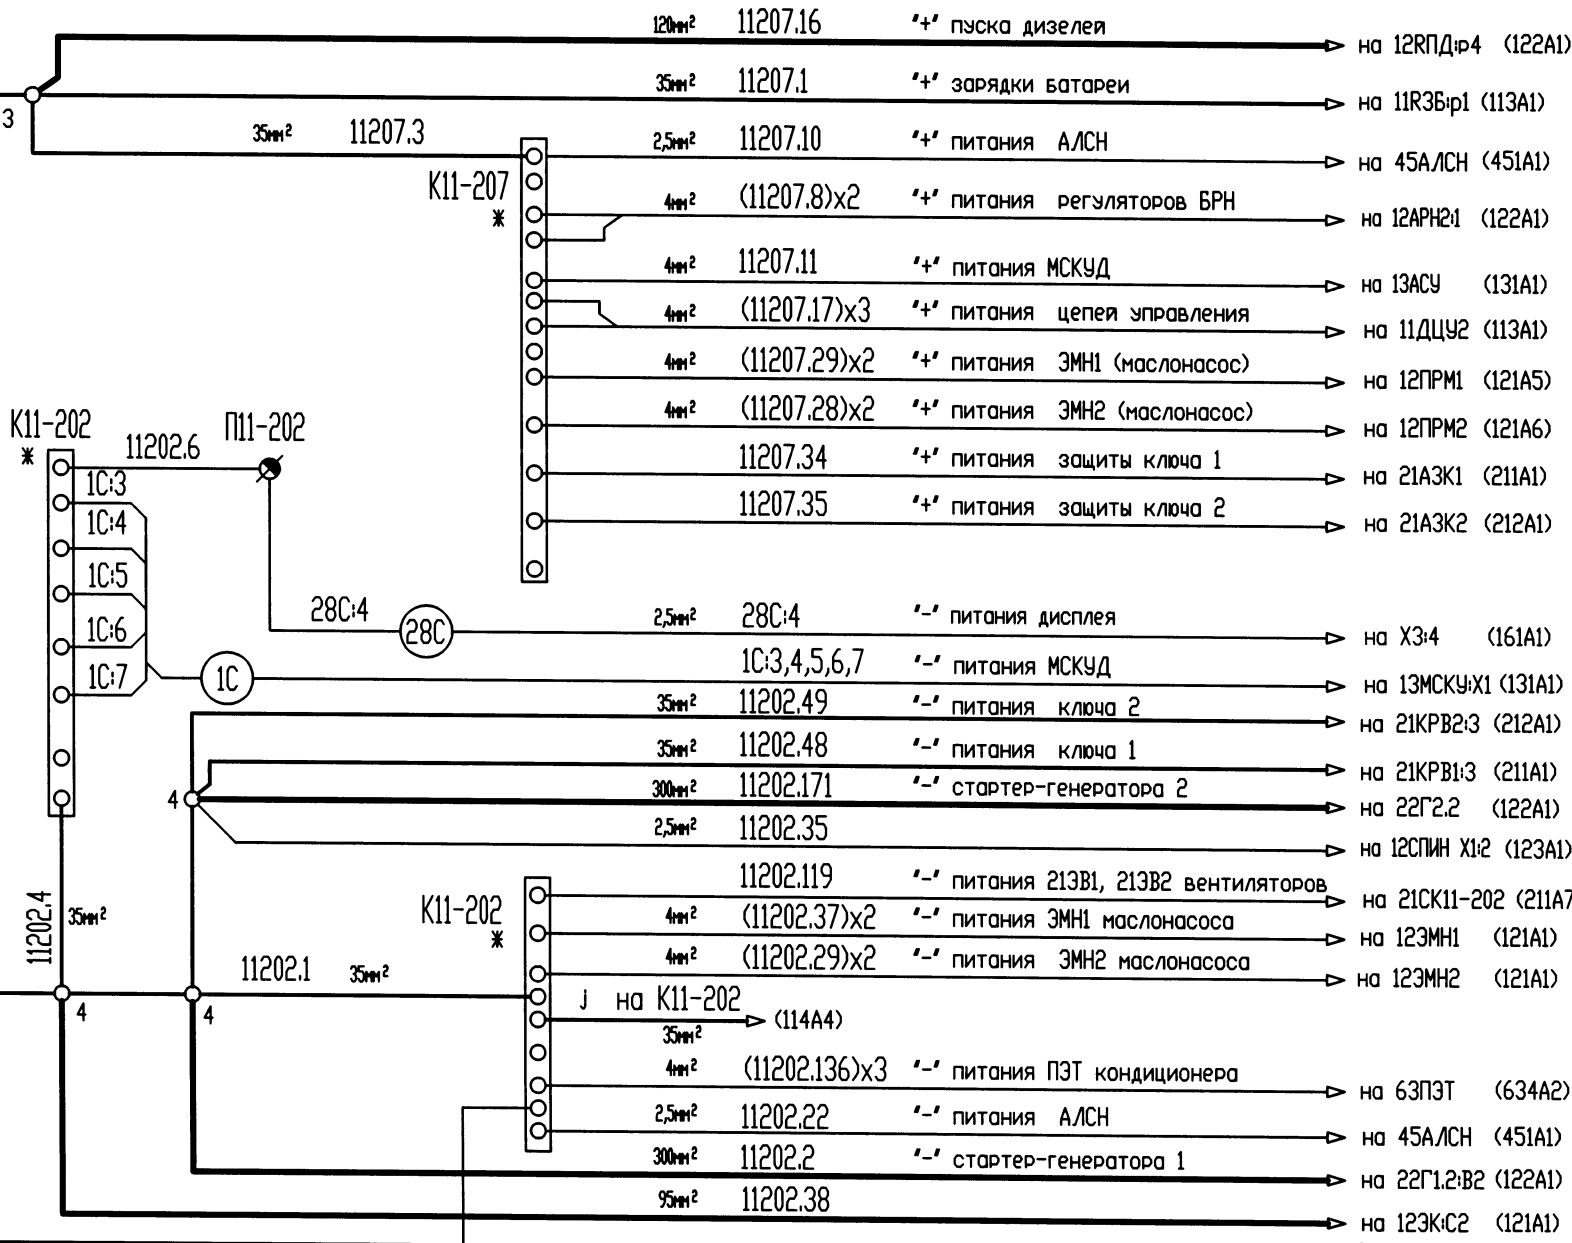 120мм² 11207.16 "+" пуска дизелей на 12RПД:р4 (122А1)
35мм² 11207.1 "+" зарядки батареи на 11RЗБ:р1 (113А1)
3
35мм² 11207.3
2,5мм² 11207.10 "+" питания АЛСН на 45АЛСН (451А1)
К11-207
*
4мм² (11207.8)х2 "+" питания регуляторов БРН на 12АРН2:1 (122А1)
4мм² 11207.11 "+" питания МСКУД на 13АСУ (131А1)
4мм² (11207.17)х3 "+" питания цепей управления на 11ДЦУ2 (113А1)
4мм² (11207.29)х2 "+" питания ЭМН1 (маслонасос) на 12ПРМ1 (121А5)
4мм² (11207.28)х2 "+" питания ЭМН2 (маслонасос) на 12ПРМ2 (121А6)
К11-202
*
11202.6
П11-202
11207.34 "+" питания защиты ключа 1 на 21АЗК1 (211А1)
11207.35 "+" питания защиты ключа 2 на 21АЗК2 (212А1)
1С:3
1С:4
1С:5
1С:6
1С:7
28С:4
28С
2,5мм² 28С:4 "-" питания дисплея на Х3:4 (161А1)
1С
1С:3,4,5,6,7 "-" питания МСКУД на 13МСКУ:Х1 (131А1)
35мм² 11202.49 "-" питания ключа 2 на 21КРВ2:3 (212А1)
35мм² 11202.48 "-" питания ключа 1 на 21КРВ1:3 (211А1)
4
300мм² 11202.171 "-" стартер-генератора 2 на 22Г2.2 (122А1)
2,5мм² 11202.35 на 12СПИН Х1:2 (123А1)
11202.119 "-" питания 21ЭВ1, 21ЭВ2 вентиляторов на 21СК11-202 (211А7
11202.4
35мм²
К11-202
*
4мм² (11202.37)х2 "-" питания ЭМН1 маслонасоса на 12ЭМН1 (121А1)
4мм² (11202.29)х2 "-" питания ЭМН2 маслонасоса на 12ЭМН2 (121А1)
11202.1 35мм²
4
4
j на К11-202
35мм²
(114А4)
4мм² (11202.136)х3 "-" питания ПЭТ кондиционера на 63ПЭТ (634А2)
2,5мм² 11202.22 "-" питания АЛСН на 45АЛСН (451А1)
300мм² 11202.2 "-" стартер-генератора 1 на 22Г1.2:В2 (122А1)
95мм² 11202.38 на 12ЭК:С2 (121А1)